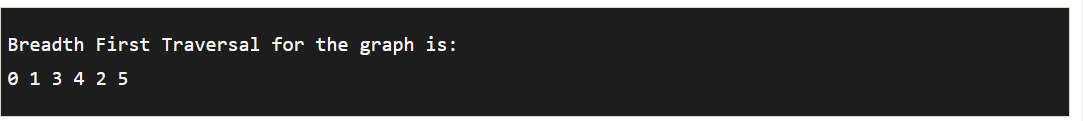 Breadth First Traversal for the graph is:
0 1 3 4 2 5